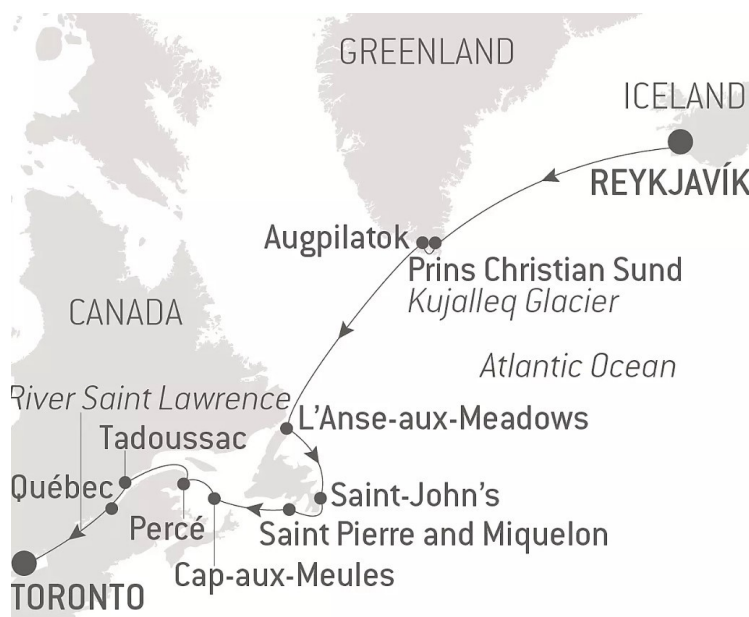 GREENLAND
ICELAND
REYKJAVÍK
Augpilatok
Prins Christian Sund
Kujalleq Glacier
CANADA
Atlantic Ocean
River Saint Lawrence
L'Anse-aux-Meadows
Tadoussac
Québec
Saint-John's
Percé
Saint Pierre and Miquelon
Cap-aux-Meules
TORONTO